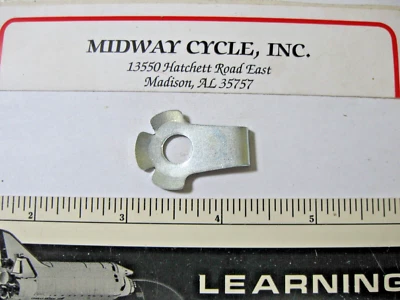 MIDWAY CYCLE, INC.
13550 Hatchett Road East
Madison, AL 35757
2 3 4 5
LEARNING